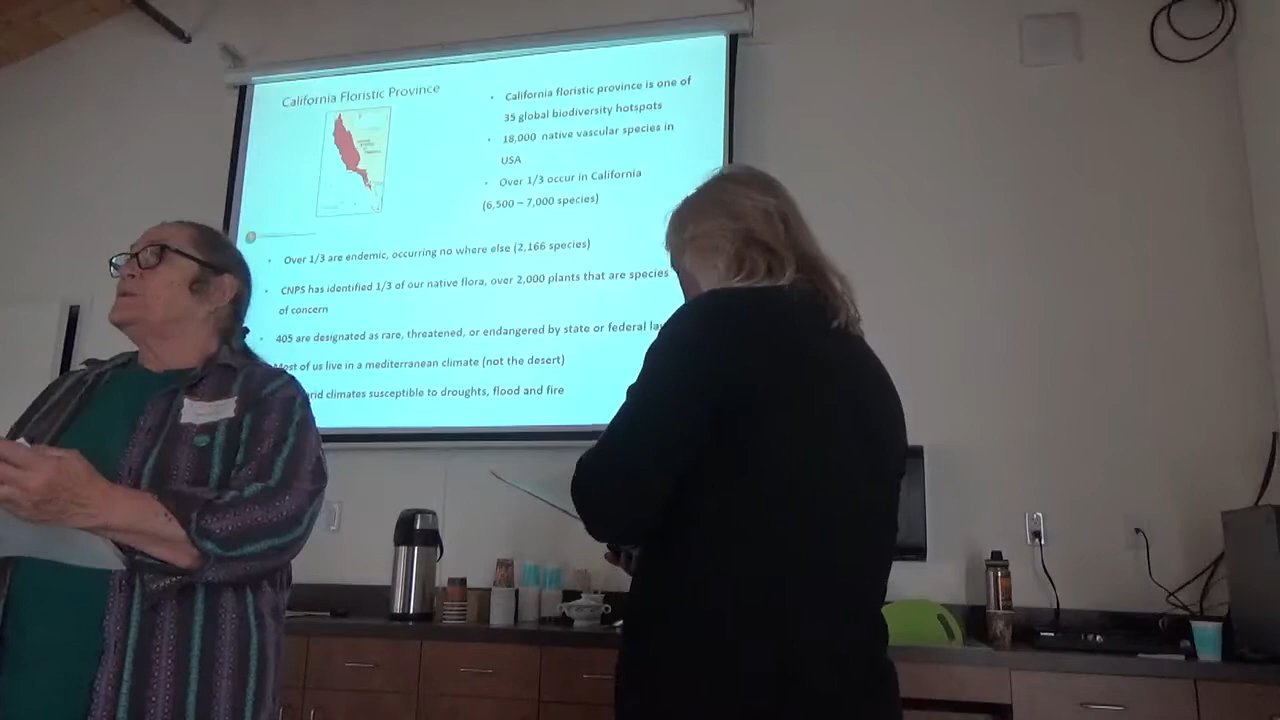 California Floristic Province
California floristic province is one of
35 global biodiversity hotspots
18,000 native vascular species in
USA
Over 1/3 occur in California
(6,500 – 7,000 species)
Over 1/3 are endemic, occurring no where else (2,166 species)
CNPS has identified 1/3 of our native flora, over 2,000 plants that are species
of concern
405 are designated as rare, threatened, or endangered by state or federal
Most of us live in a mediterranean climate (not the desert)
climates susceptible to droughts, flood and fire